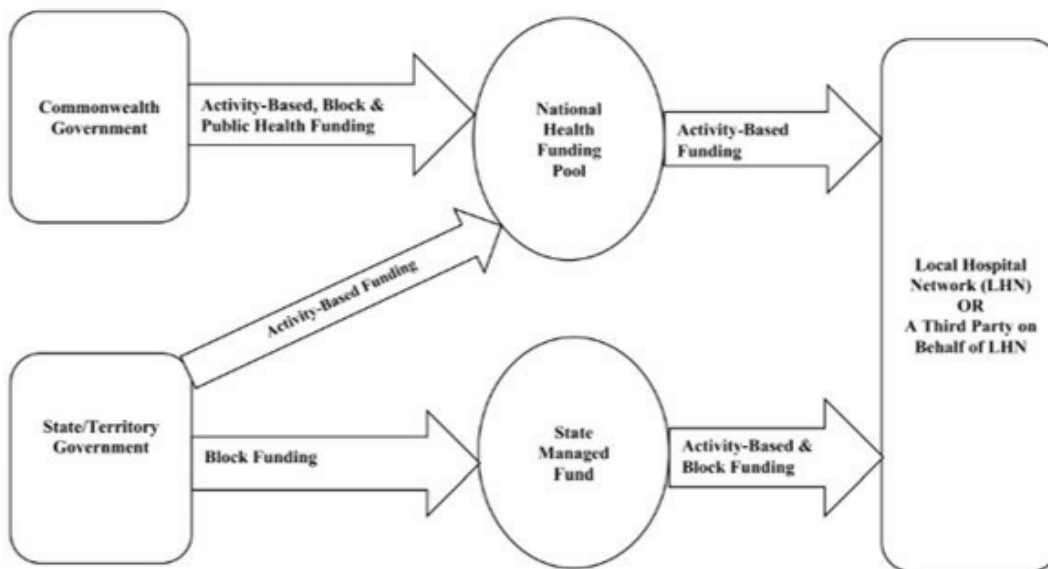 Commonwealth
Government
Activity-Based, Block &
Public Health Funding
National
Health
Funding
Pool
Activity-Based
Funding
Activity-Based Funding
Local Hospital
Network (LHN)
OR
A Third Party on
Behalf of LHN
State/Territory
Government
Block Funding
State
Managed
Fund
Activity-Based &
Block Funding